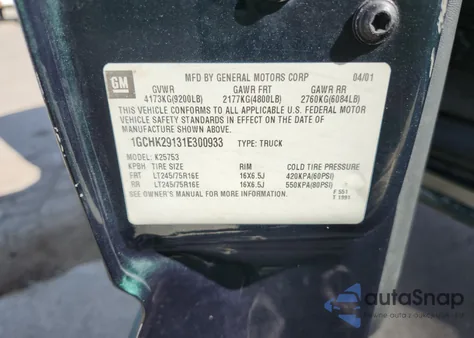 GM
MFD BY GENERAL MOTORS CORP 04/01
GVWR GAWR FRT GAWR RR
4173KG(9200LB) 2177KG(4800LB) 2760KG(6084LB)
THIS VEHICLE CONFORMS TO ALL APPLICABLE U.S. FEDERAL MOTOR
VEHICLE SAFETY STANDARDS IN EFFECT ON THE DATE OF
MANUFACTURE SHOWN ABOVE.
1GCHK29131E300933 TYPE: TRUCK
MODEL: K25753
KPBH TIRE SIZE RIM COLD TIRE PRESSURE
FRT LT245/75R16E 16X6.5J 420KPA(60PSI)
RR LT245/75R16E 16X6.5J 550KPA(80PSI)
SEE OWNER'S MANUAL FOR MORE INFORMATION.
autoSnap